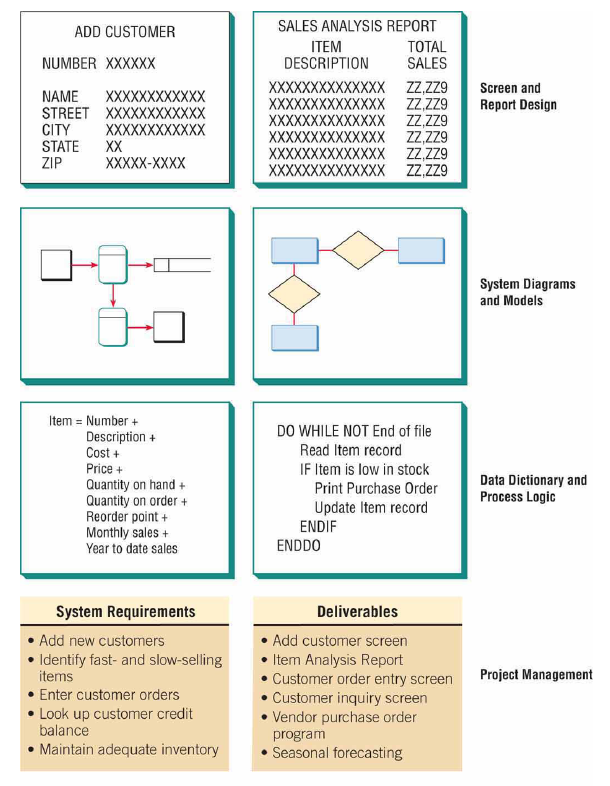 ADD CUSTOMER
NUMBER XXXXXX
NAME XXXXXXXXXXXX
STREET XXXXXXXXXXXX
CITY XXXXXXXXXXXX
STATE XX
ZIP XXXXX-XXXX
SALES ANALYSIS REPORT
ITEM TOTAL
DESCRIPTION SALES
XXXXXXXXXXXXXX ZZ,ZZ9
XXXXXXXXXXXXXX ZZ,ZZ9
XXXXXXXXXXXXXX ZZ,ZZ9
XXXXXXXXXXXXXX ZZ,ZZ9
XXXXXXXXXXXXXX ZZ,ZZ9
XXXXXXXXXXXXXX ZZ,ZZ9
Screen and
Report Design
System Diagrams
and Models
Item = Number +
Description +
Cost +
Price +
Quantity on hand +
Quantity on order +
Reorder point +
Monthly sales +
Year to date sales
DO WHILE NOT End of file
Read Item record
IF Item is low in stock
Print Purchase Order
Update Item record
ENDIF
ENDDO
Data Dictionary and
Process Logic
System Requirements
• Add new customers
• Identify fast- and slow-selling
items
• Enter customer orders
• Look up customer credit
balance
• Maintain adequate inventory
Deliverables
• Add customer screen
• Item Analysis Report
• Customer order entry screen
• Customer inquiry screen
• Vendor purchase order
program
• Seasonal forecasting
Project Management